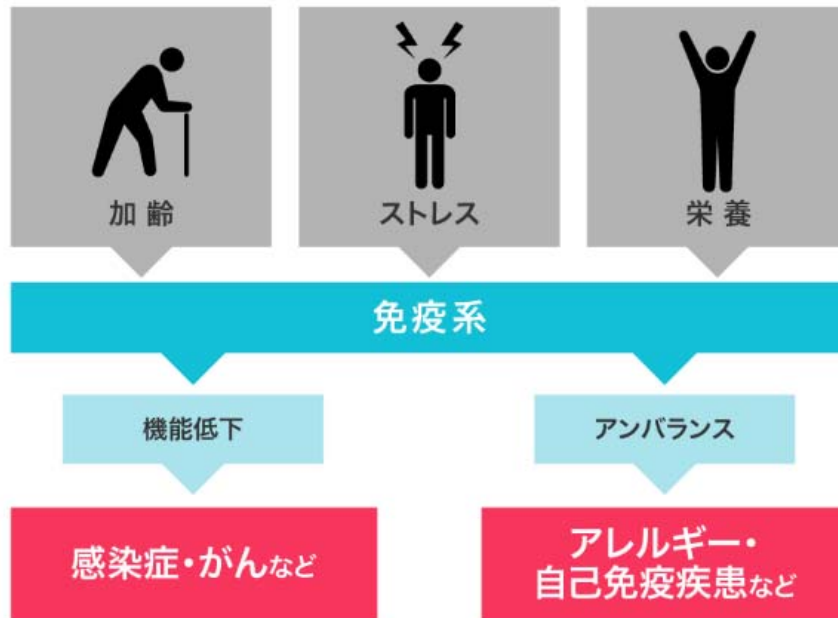 加齢
ストレス
栄養
免疫系
機能低下
アンバランス
感染症・がんなど
アレルギー・
自己免疫疾患など